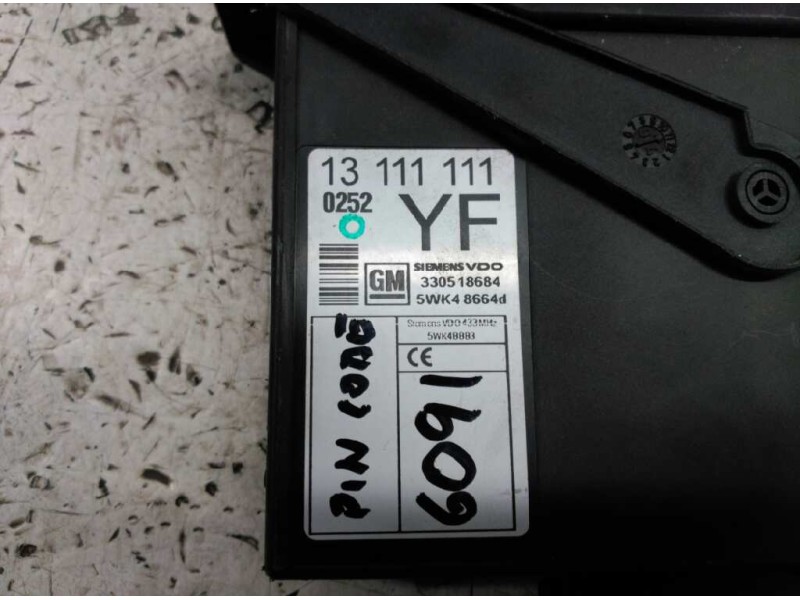 13 111 111
0252
YF
GM
SIEMENS VDO
330518684
5WK4 8664d
Siemens VDO 433MHz
5WK48883
CE
PIN CODE
6091